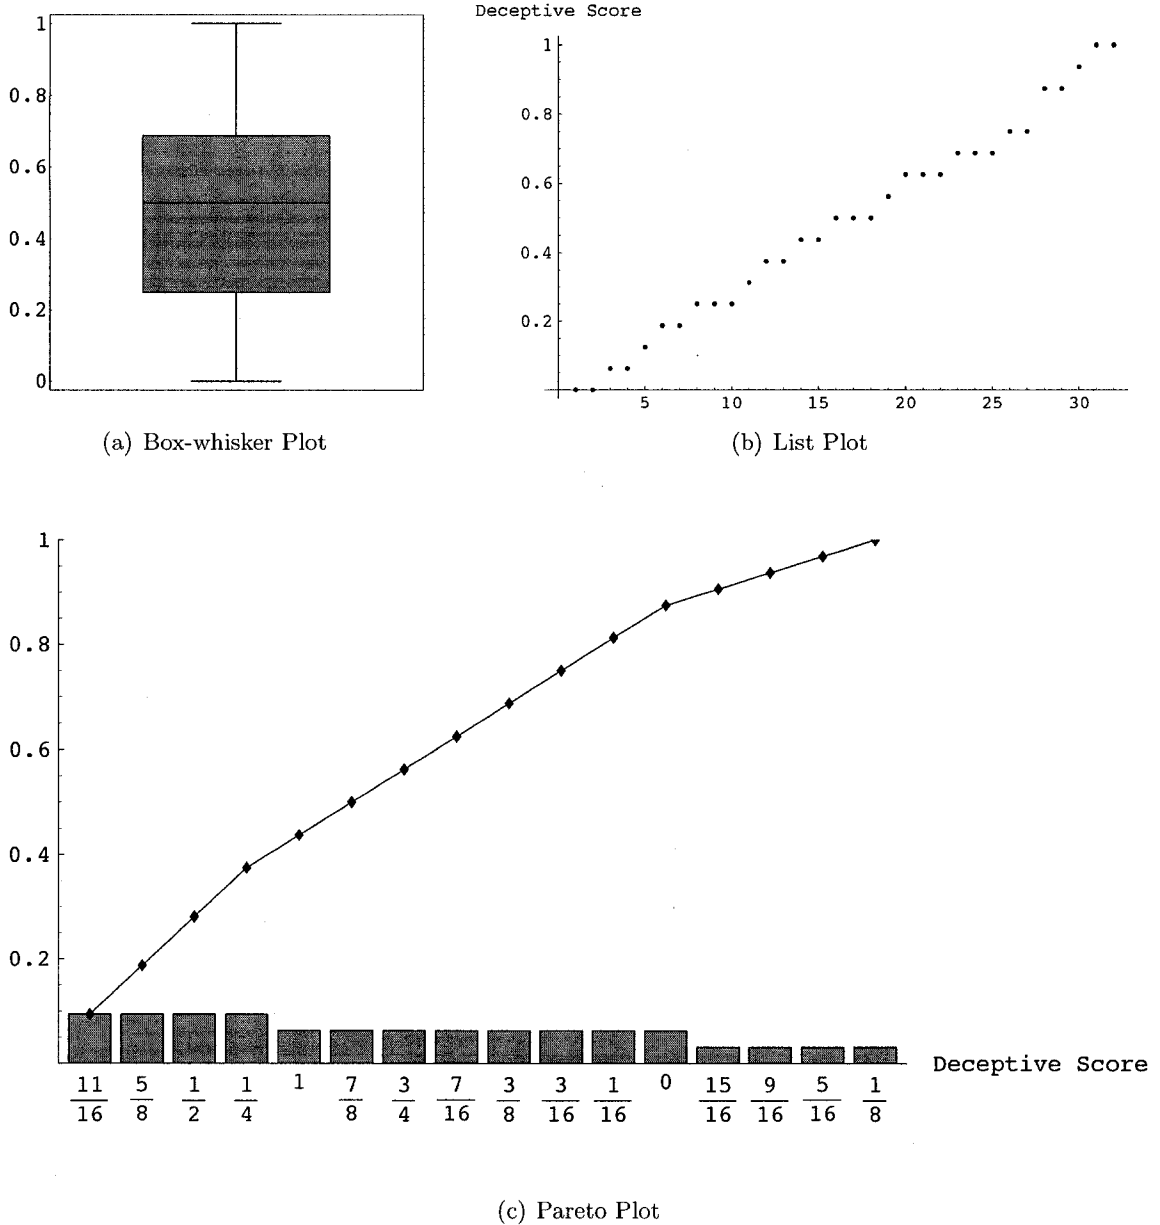 1
0.8
0.6
0.4
0.2
0
(a) Box-whisker Plot
Deceptive Score
1
0.8
0.6
0.4
0.2
5 10 15 20 25 30
(b) List Plot
1
0.8
0.6
0.4
0.2
11/16 5/8 1/2 1/4 1 7/8 3/4 7/16 3/8 3/16 1/16 0 15/16 9/16 5/16 1/8
Deceptive Score
(c) Pareto Plot